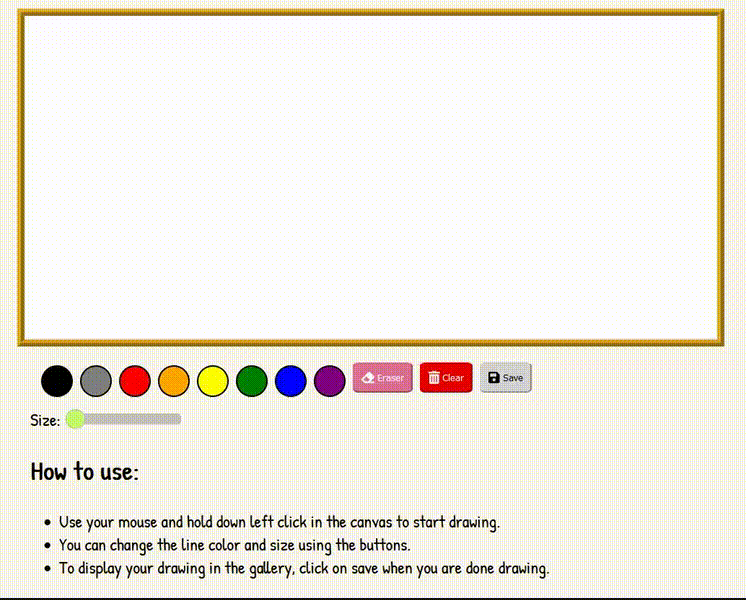 Eraser Clear Save
Size:
How to use:
Use your mouse and hold down left click in the canvas to start drawing.
You can change the line color and size using the buttons.
To display your drawing in the gallery, click on save when you are done drawing.